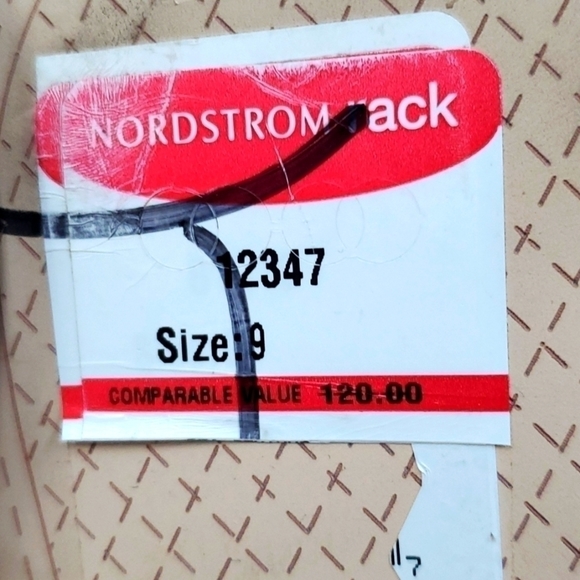 NORDSTROM rack
12347
Size:9
COMPARABLE VALUE 120.00